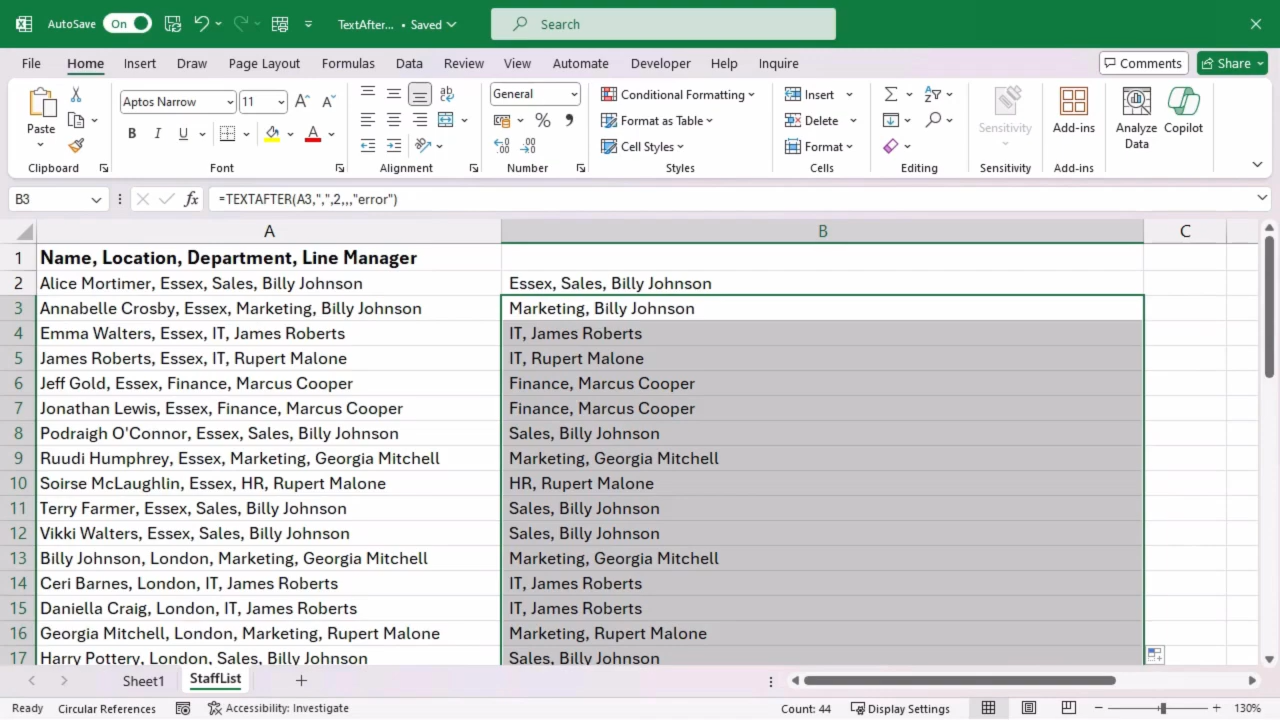 AutoSave On TextAfter... • Saved Search
File Home Insert Draw Page Layout Formulas Data Review View Automate Developer Help Inquire Comments Share
Paste Aptos Narrow 11 General Conditional Formatting Format as Table Cell Styles Insert Delete Format Sensitivity Add-ins Analyze Data Copilot
Clipboard Font Alignment Number Styles Cells Editing Sensitivity Add-ins
B3 fx =TEXTAFTER(A3,",",2,,,"error")
A B C
1 Name, Location, Department, Line Manager
2 Alice Mortimer, Essex, Sales, Billy Johnson Essex, Sales, Billy Johnson
3 Annabelle Crosby, Essex, Marketing, Billy Johnson Marketing, Billy Johnson
4 Emma Walters, Essex, IT, James Roberts IT, James Roberts
5 James Roberts, Essex, IT, Rupert Malone IT, Rupert Malone
6 Jeff Gold, Essex, Finance, Marcus Cooper Finance, Marcus Cooper
7 Jonathan Lewis, Essex, Finance, Marcus Cooper Finance, Marcus Cooper
8 Podraigh O'Connor, Essex, Sales, Billy Johnson Sales, Billy Johnson
9 Ruudi Humphrey, Essex, Marketing, Georgia Mitchell Marketing, Georgia Mitchell
10 Soirse McLaughlin, Essex, HR, Rupert Malone HR, Rupert Malone
11 Terry Farmer, Essex, Sales, Billy Johnson Sales, Billy Johnson
12 Vikki Walters, Essex, Sales, Billy Johnson Sales, Billy Johnson
13 Billy Johnson, London, Marketing, Georgia Mitchell Marketing, Georgia Mitchell
14 Ceri Barnes, London, IT, James Roberts IT, James Roberts
15 Daniella Craig, London, IT, James Roberts IT, James Roberts
16 Georgia Mitchell, London, Marketing, Rupert Malone Marketing, Rupert Malone
17 Harry Pottery, London, Sales, Billy Johnson Sales, Billy Johnson
Sheet1 StaffList
Ready Circular References Accessibility: Investigate Count: 44 Display Settings 130%